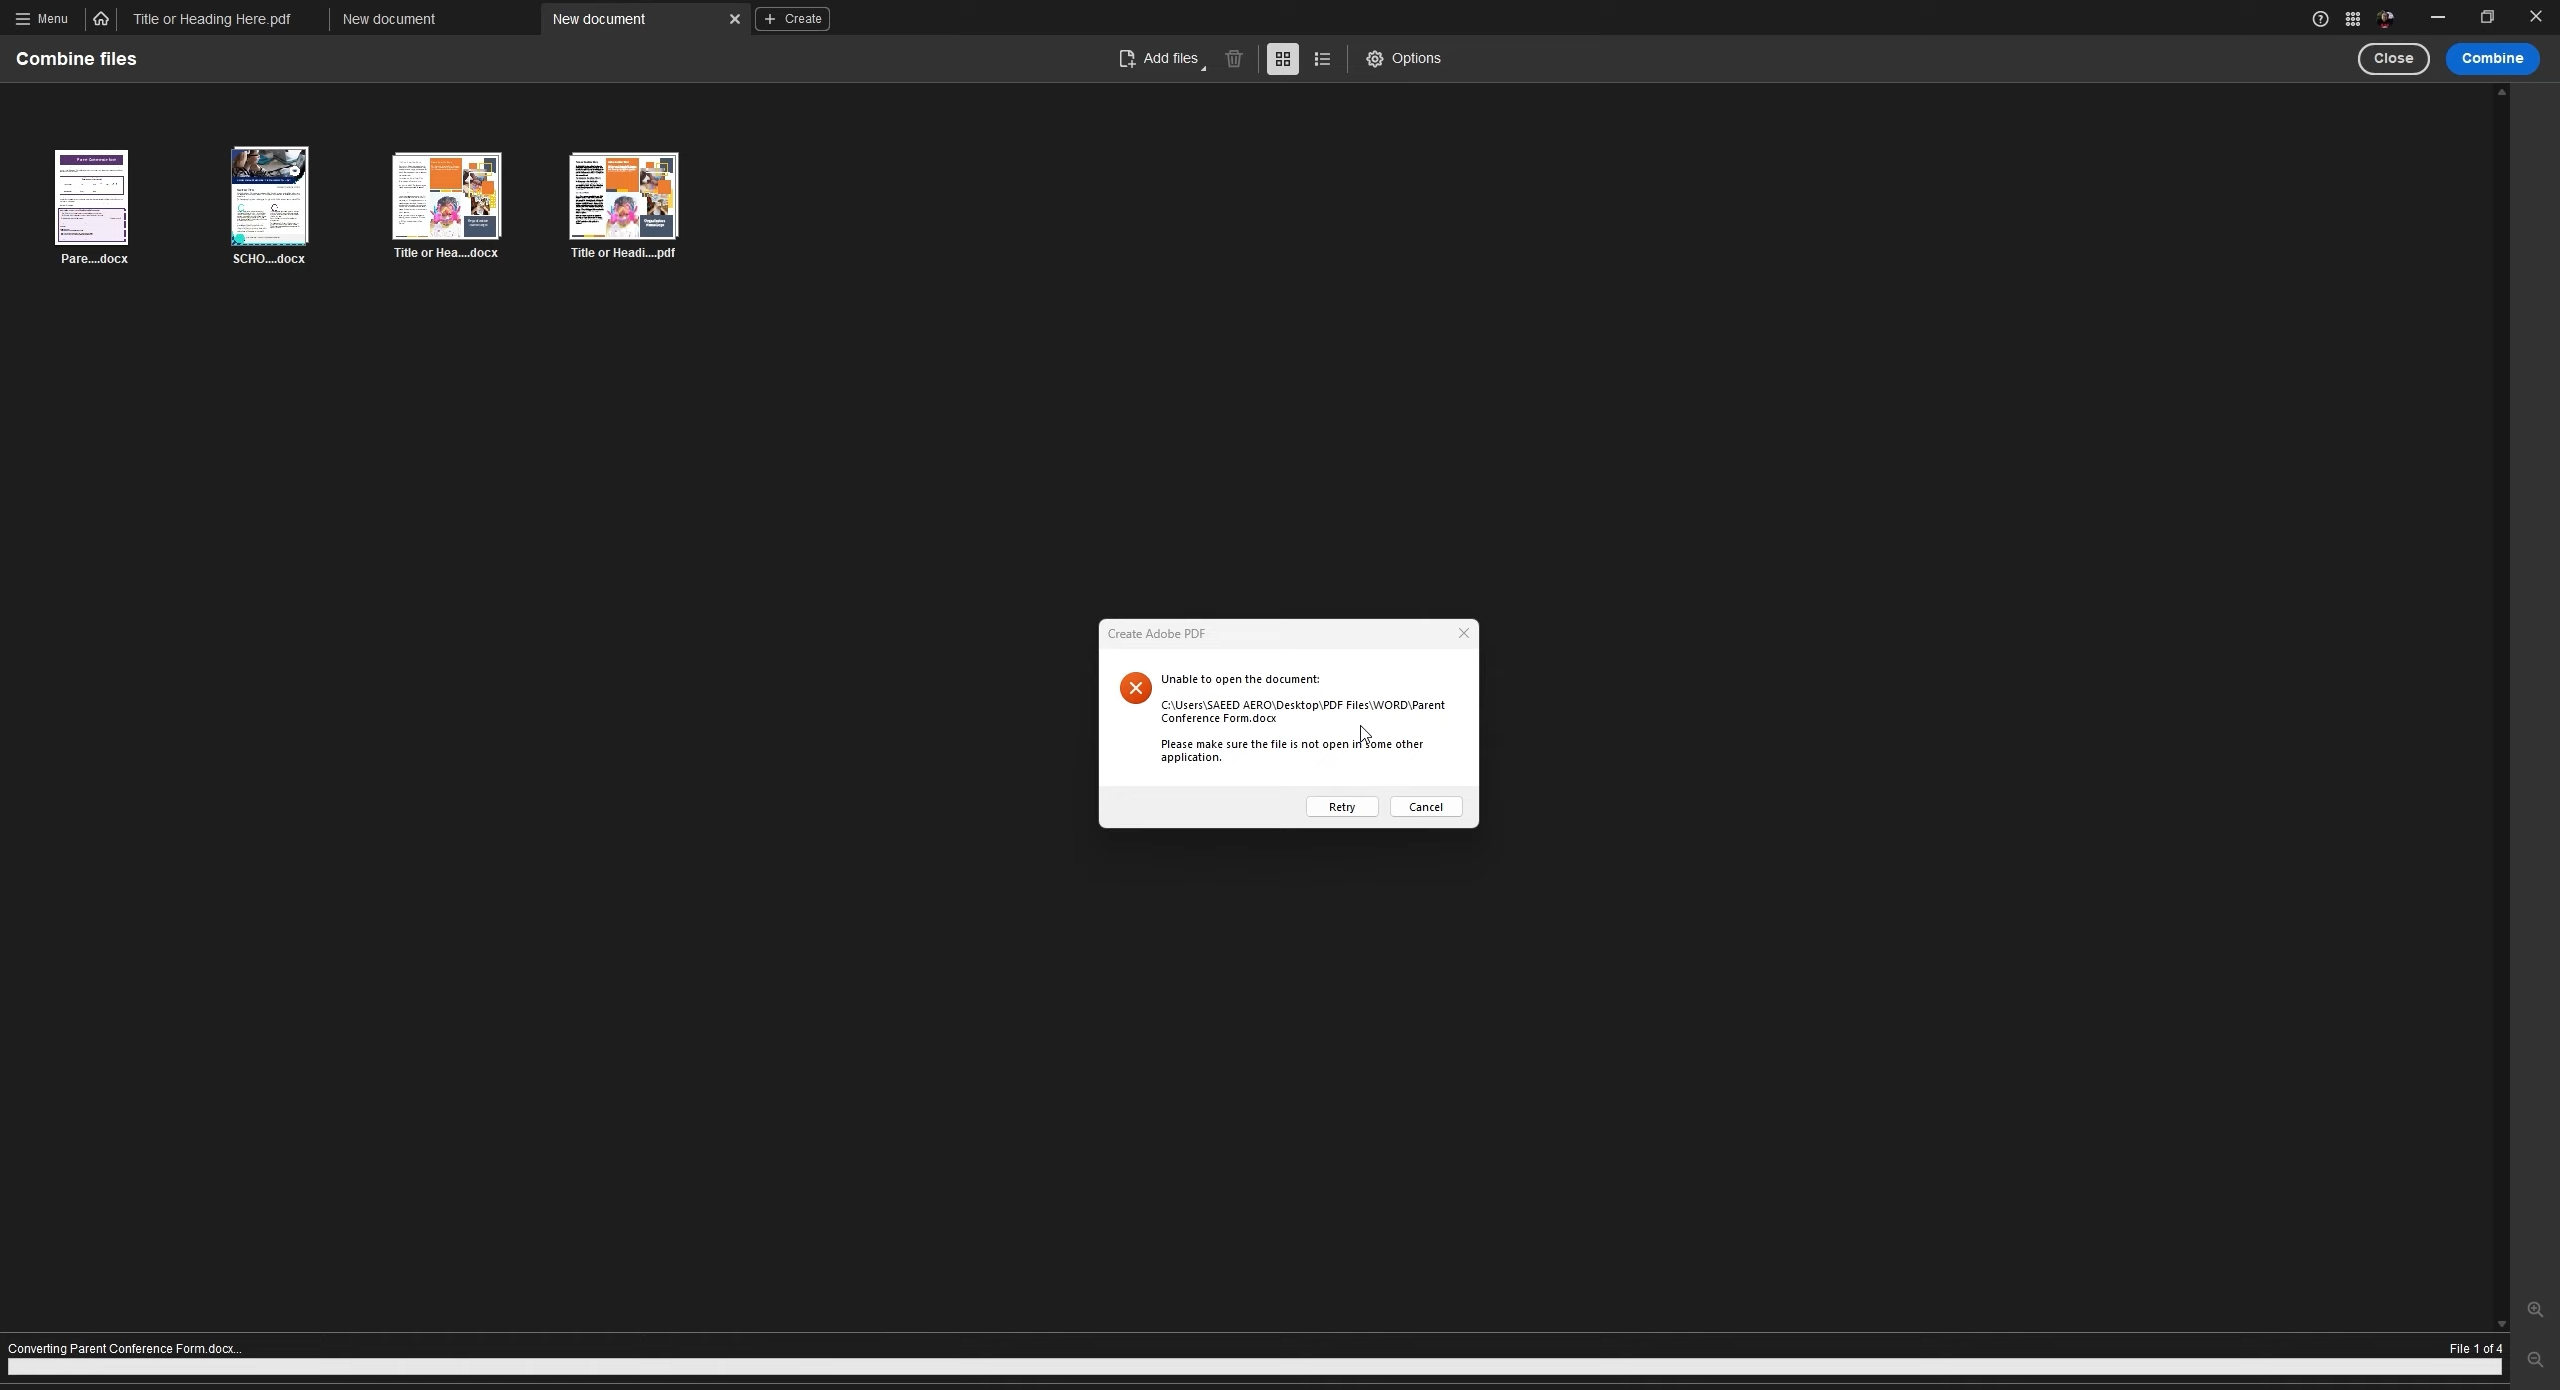 Menu
Title or Heading Here.pdf
New document
New document
Create
Combine files
Add files
Options
Close
Combine
Pare....docx
SCHO....docx
Title or Hea....docx
Title or Headi....pdf
Create Adobe PDF
Unable to open the document:
C:\Users\SAEED AERO\Desktop\PDF Files\WORD\Parent
Conference Form.docx
Please make sure the file is not open in some other
application.
Retry
Cancel
Converting Parent Conference Form.docx...
File 1 of 4